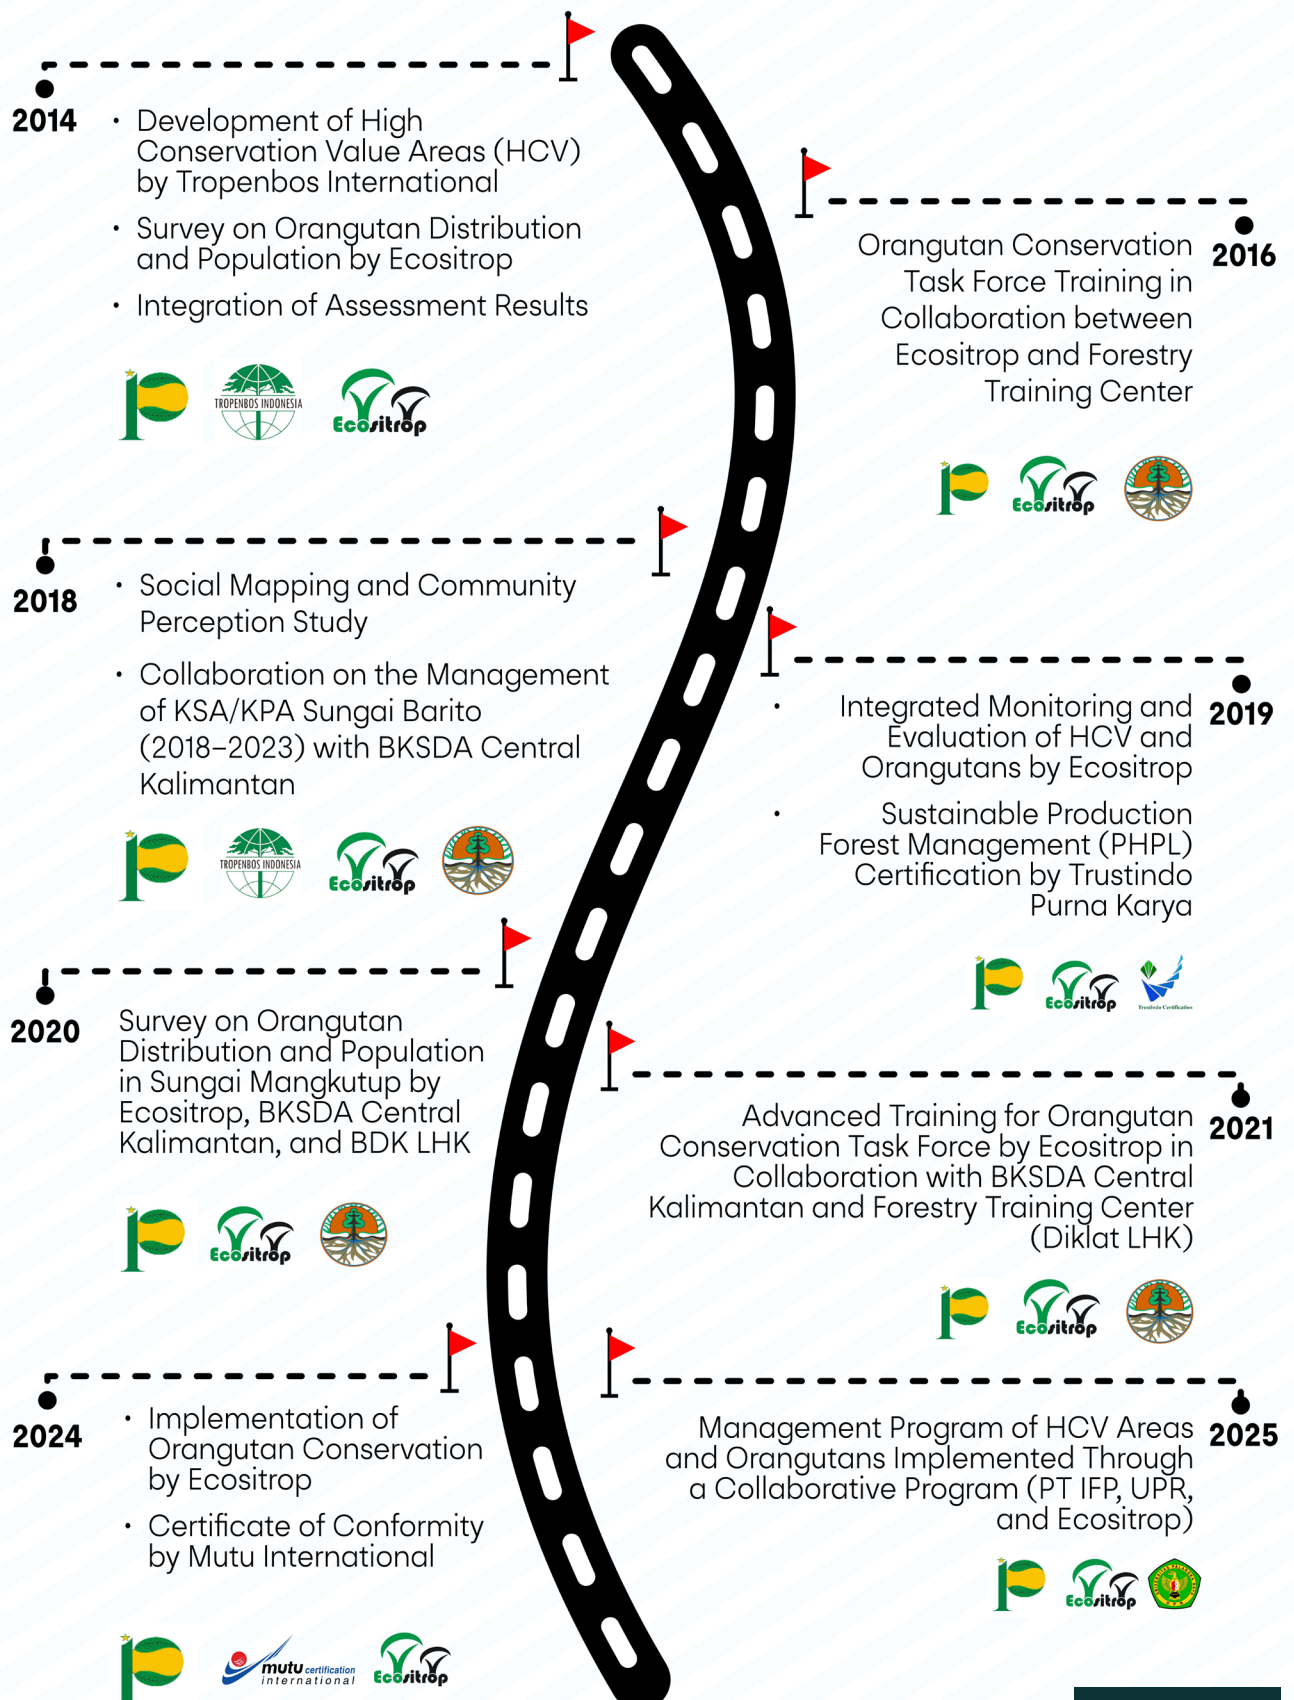 2014
• Development of High
Conservation Value Areas (HCV)
by Tropenbos International
• Survey on Orangutan Distribution
and Population by Ecositrop
• Integration of Assessment Results
TROPENBOS INDONESIA
Ecositrop
2016
Orangutan Conservation
Task Force Training in
Collaboration between
Ecositrop and Forestry
Training Center
Ecositrop
2018
• Social Mapping and Community
Perception Study
• Collaboration on the Management
of KSA/KPA Sungai Barito
(2018–2023) with BKSDA Central
Kalimantan
TROPENBOS INDONESIA
Ecositrop
2019
• Integrated Monitoring and
Evaluation of HCV and
Orangutans by Ecositrop
• Sustainable Production
Forest Management (PHPL)
Certification by Trustindo
Purna Karya
Ecositrop
Trustindo Certification
2020
Survey on Orangutan
Distribution and Population
in Sungai Mangkutup by
Ecositrop, BKSDA Central
Kalimantan, and BDK LHK
Ecositrop
2021
Advanced Training for Orangutan
Conservation Task Force by Ecositrop in
Collaboration with BKSDA Central
Kalimantan and Forestry Training Center
(Diklat LHK)
Ecositrop
2024
• Implementation of
Orangutan Conservation
by Ecositrop
• Certificate of Conformity
by Mutu International
mutu certification
international
Ecositrop
2025
Management Program of HCV Areas
and Orangutans Implemented Through
a Collaborative Program (PT IFP, UPR,
and Ecositrop)
Ecositrop